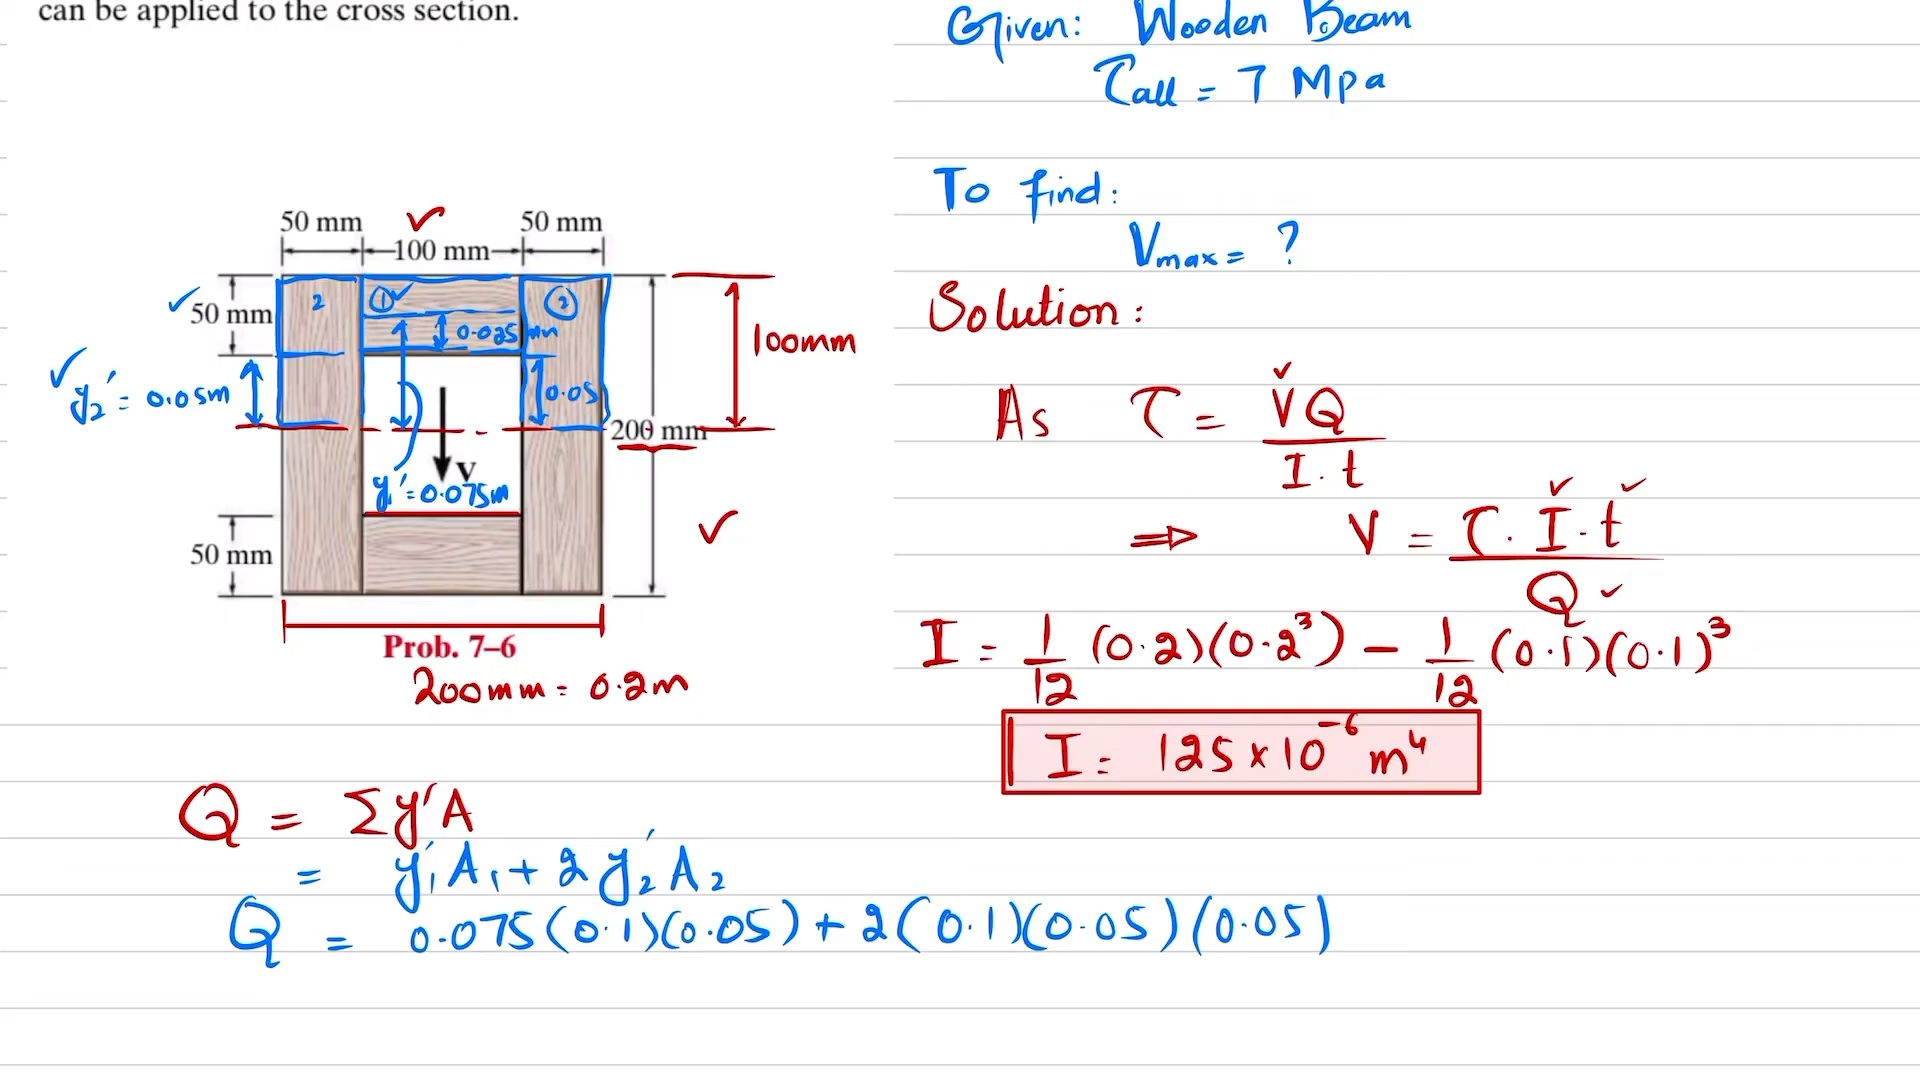 can be applied to the cross section.
Given: Wooden Beam
τall = 7 Mpa
To find:
Vmax = ?
Solution:
As τ = VQ / I.t
⇒ V = τ.I.t / Q
I = 1/12 (0.2)(0.2³) - 1/12 (0.1)(0.1)³
I = 125 x 10⁻⁶ m⁴
50 mm
50 mm
100 mm
2
①
②
50 mm
0.025 mm
100mm
y₂' = 0.05m
0.05
200 mm
V
y₁' = 0.075m
50 mm
Prob. 7–6
200mm = 0.2m
Q = Σy'A
= y₁'A₁ + 2 y₂'A₂
Q = 0.075(0.1)(0.05) + 2(0.1)(0.05)(0.05)